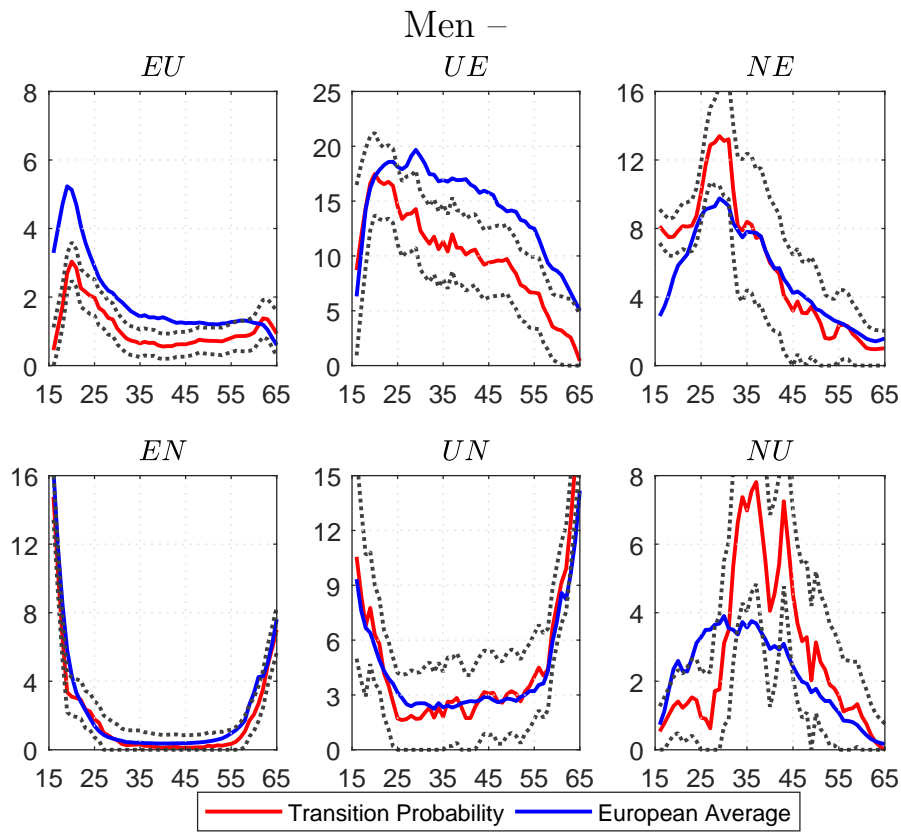 Men –
EU UE NE
8 25 16
6 20 12
4 15 8
2 10 4
0 5 0
0
15 25 35 45 55 65 15 25 35 45 55 65 15 25 35 45 55 65
EN UN NU
16 15 8
12 12 6
8 9 4
4 6 2
0 3 0
0
15 25 35 45 55 65 15 25 35 45 55 65 15 25 35 45 55 65
Transition Probability European Average